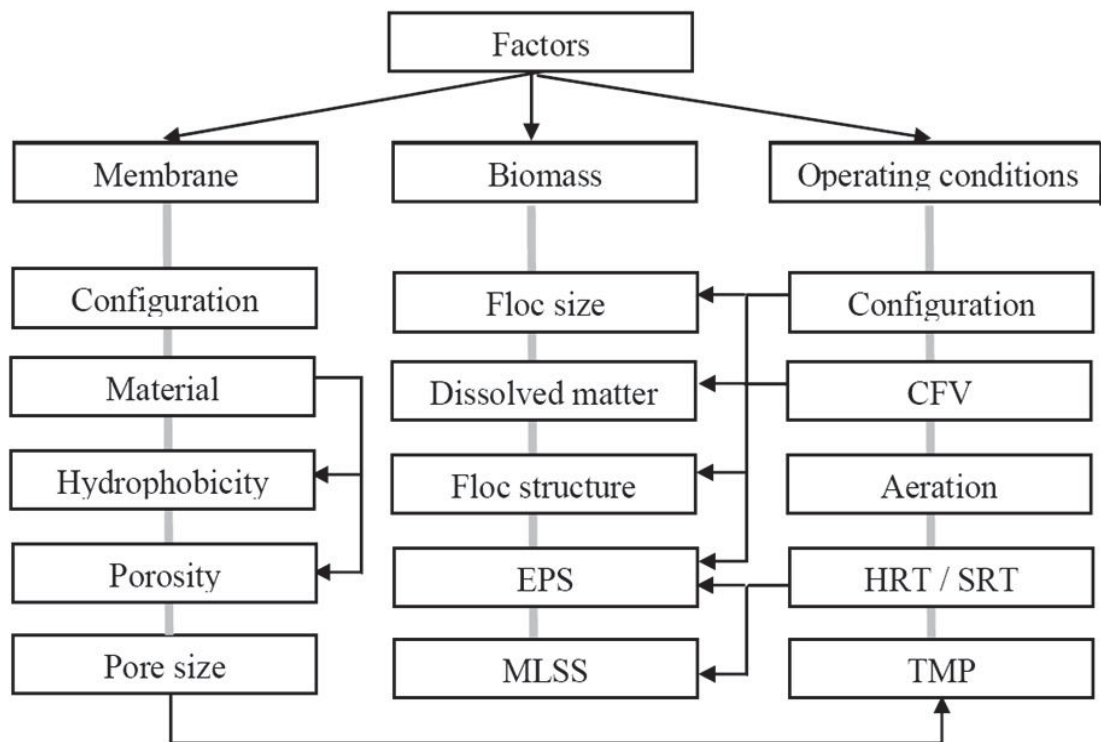 Factors
Membrane
Biomass
Operating conditions
Configuration
Floc size
Configuration
Material
Dissolved matter
CFV
Hydrophobicity
Floc structure
Aeration
Porosity
EPS
HRT / SRT
Pore size
MLSS
TMP